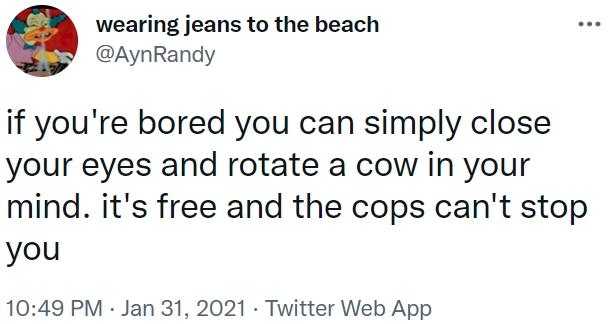 wearing jeans to the beach
@AynRandy
if you're bored you can simply close
your eyes and rotate a cow in your
mind. it's free and the cops can't stop
you
10:49 PM · Jan 31, 2021 · Twitter Web App